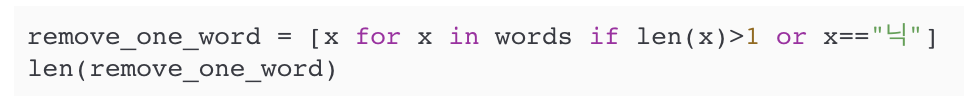 remove_one_word = [x for x in words if len(x)>1 or x=="닉"]
len(remove_one_word)